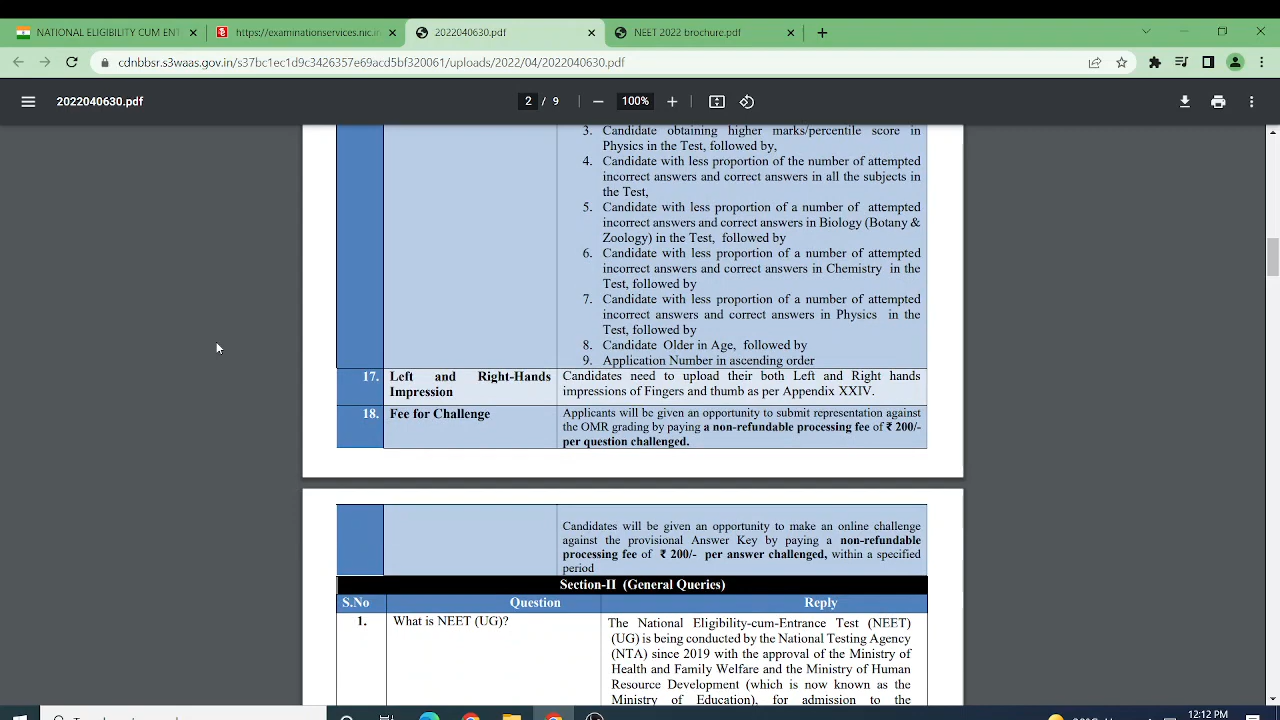 NATIONAL ELIGIBILITY CUM ENT
https://examinationservices.nic.in
2022040630.pdf
NEET 2022 brochure.pdf
cdnbbsr.s3waas.gov.in/s37bc1ec1d9c3426357e69acd5bf320061/uploads/2022/04/2022040630.pdf
2022040630.pdf
2 / 9
100%
3. Candidate obtaining higher marks/percentile score in
Physics in the Test, followed by,
4. Candidate with less proportion of the number of attempted
incorrect answers and correct answers in all the subjects in
the Test,
5. Candidate with less proportion of a number of attempted
incorrect answers and correct answers in Biology (Botany &
Zoology) in the Test, followed by
6. Candidate with less proportion of a number of attempted
incorrect answers and correct answers in Chemistry in the
Test, followed by
7. Candidate with less proportion of a number of attempted
incorrect answers and correct answers in Physics in the
Test, followed by
8. Candidate Older in Age, followed by
9. Application Number in ascending order
17. Left and Right-Hands
Impression
Candidates need to upload their both Left and Right hands
impressions of Fingers and thumb as per Appendix XXIV.
18. Fee for Challenge
Applicants will be given an opportunity to submit representation against
the OMR grading by paying a non-refundable processing fee of ₹ 200/-
per question challenged.
Candidates will be given an opportunity to make an online challenge
against the provisional Answer Key by paying a non-refundable
processing fee of ₹ 200/- per answer challenged, within a specified
period
Section-II (General Queries)
S.No Question Reply
1. What is NEET (UG)?
The National Eligibility-cum-Entrance Test (NEET)
(UG) is being conducted by the National Testing Agency
(NTA) since 2019 with the approval of the Ministry of
Health and Family Welfare and the Ministry of Human
Resource Development (which is now known as the
Ministry of Education), for admission to the
12:12 PM